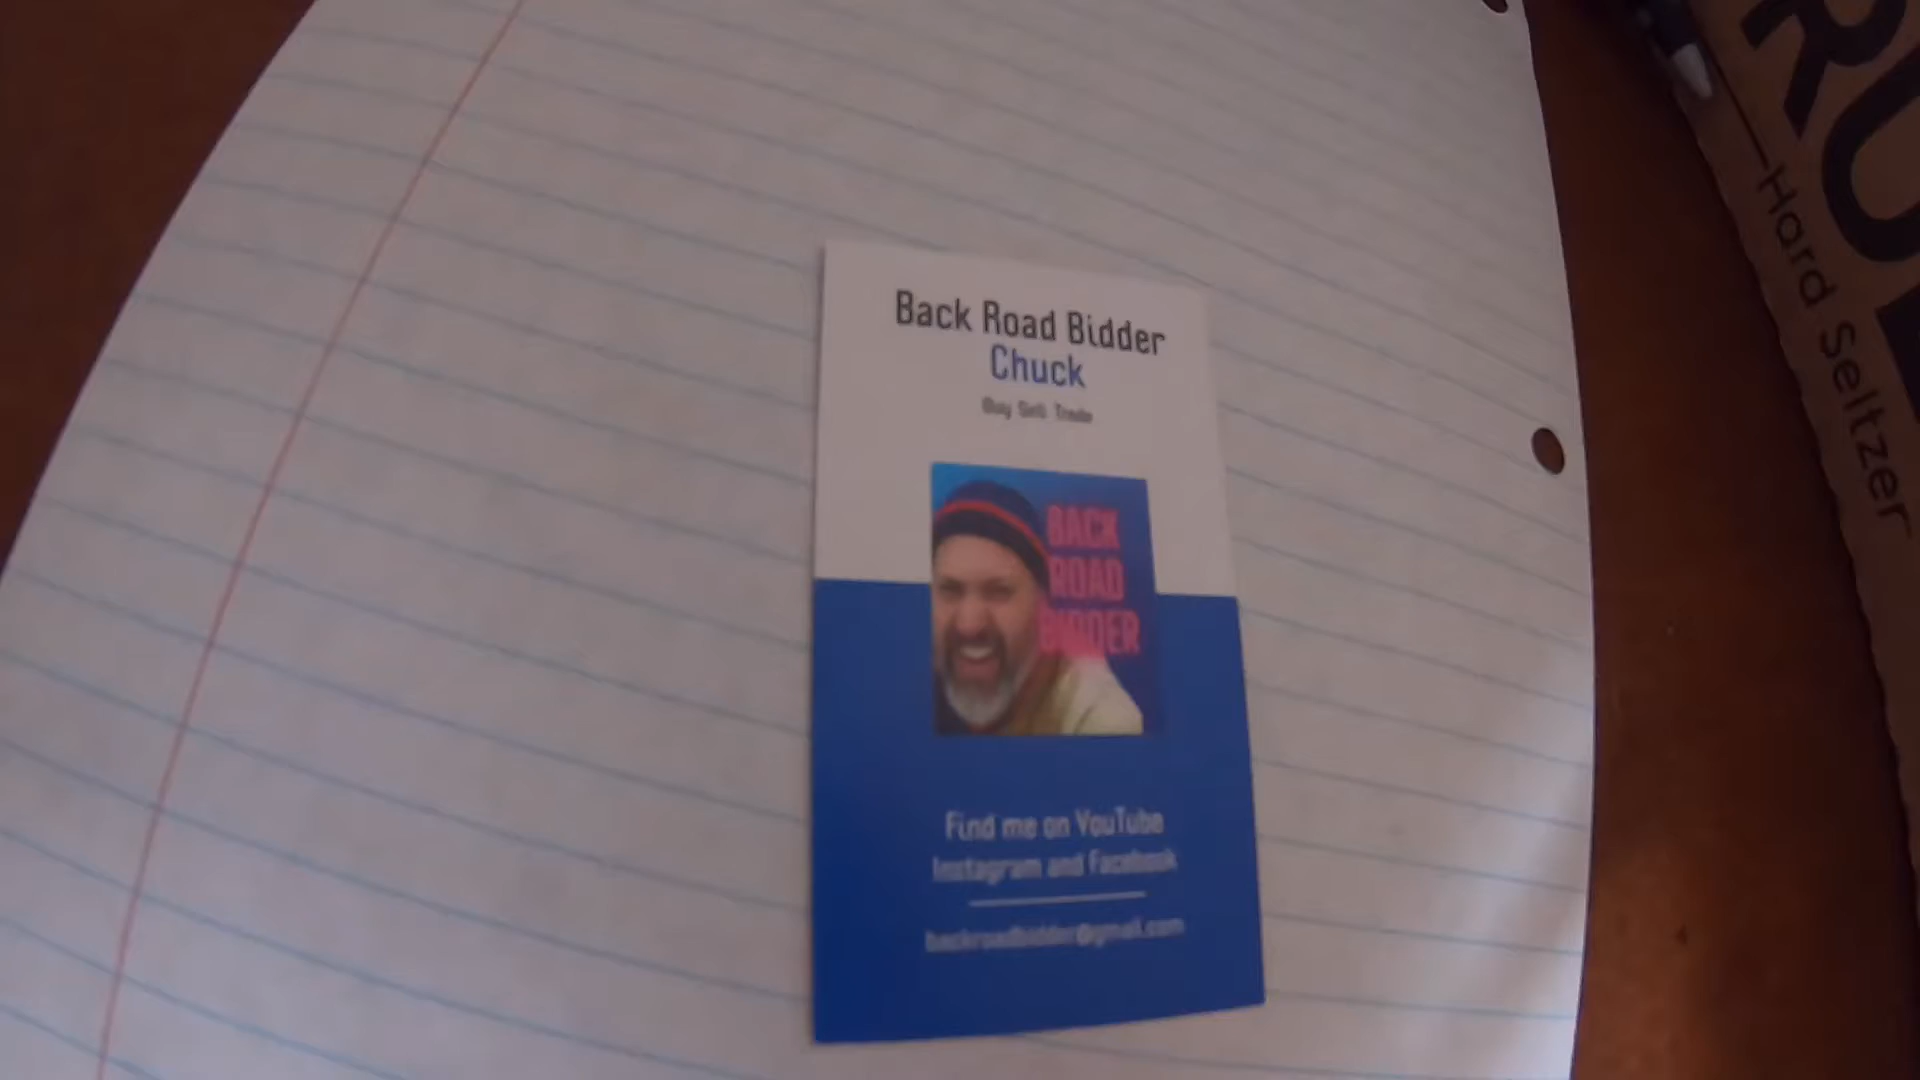 Back Road Bidder
Chuck
Buy Sell Trade
BACK
ROAD
BIDDER
Find me on YouTube
Instagram and Facebook
backroadbidder@gmail.com
Hard Seltzer